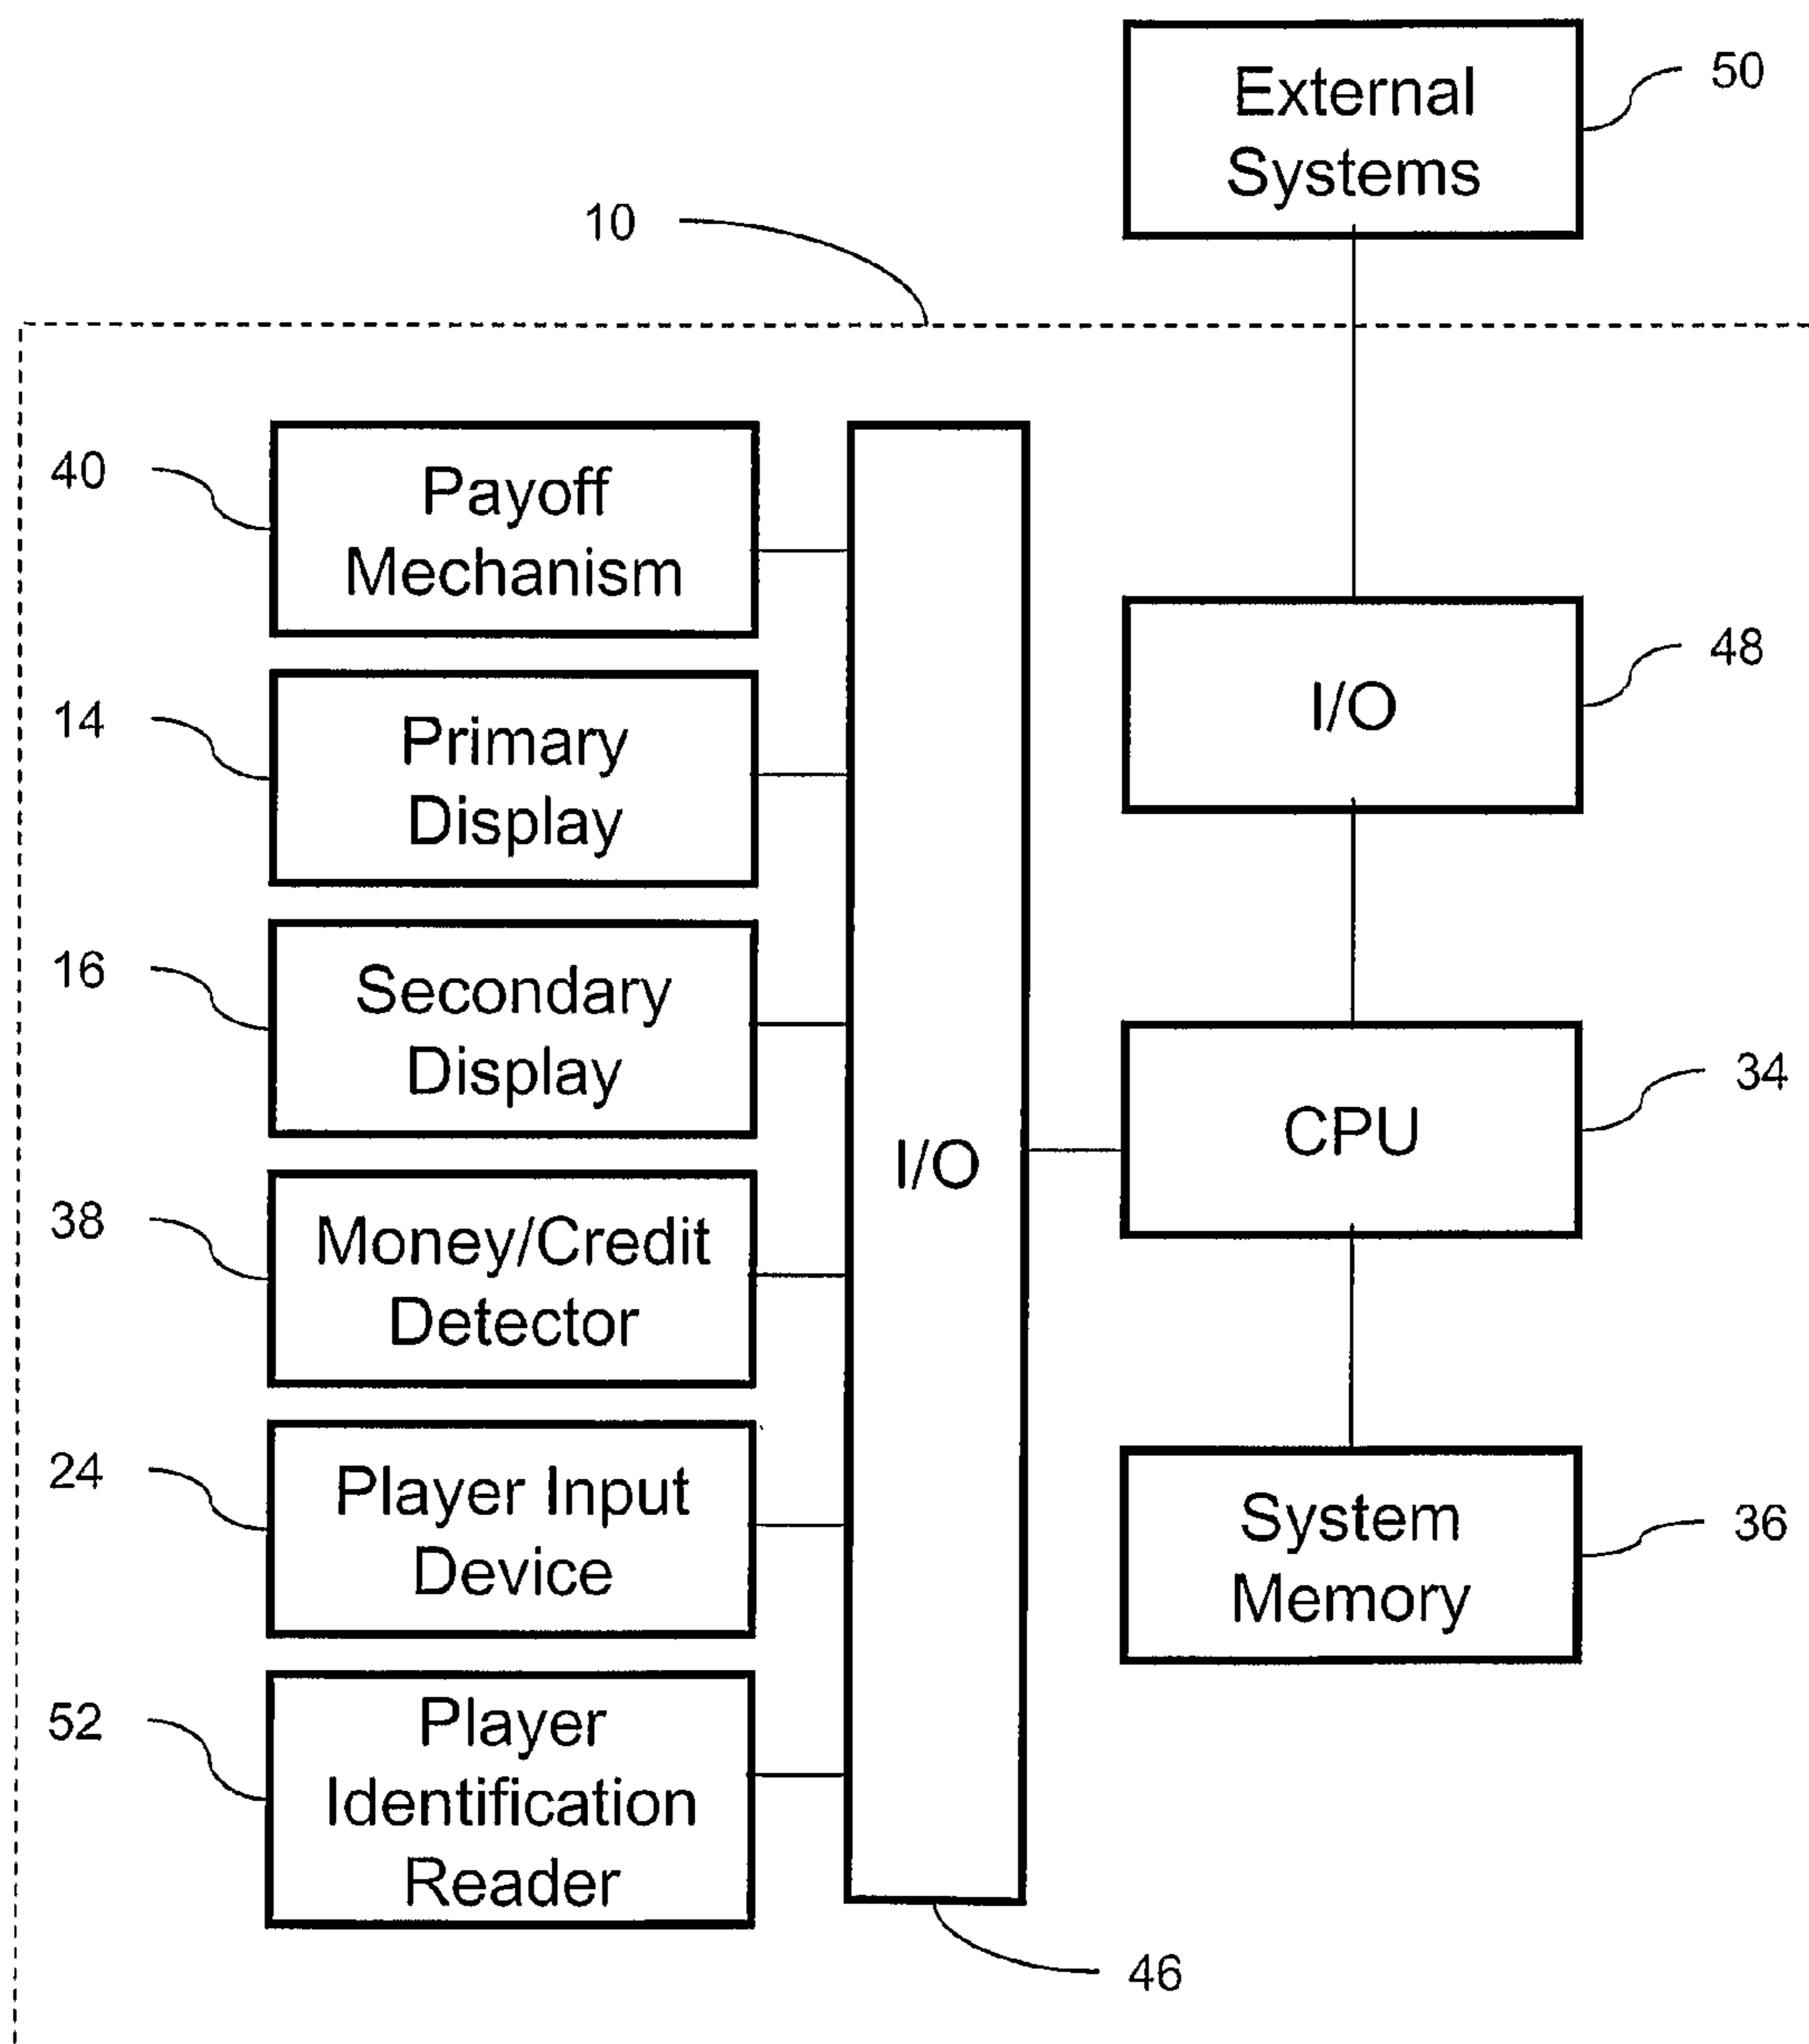 External
Systems
50
10
40
Payoff
Mechanism
14
Primary
Display
16
Secondary
Display
38
Money/Credit
Detector
24
Player Input
Device
52
Player
Identification
Reader
I/O
46
I/O
48
CPU
34
System
Memory
36